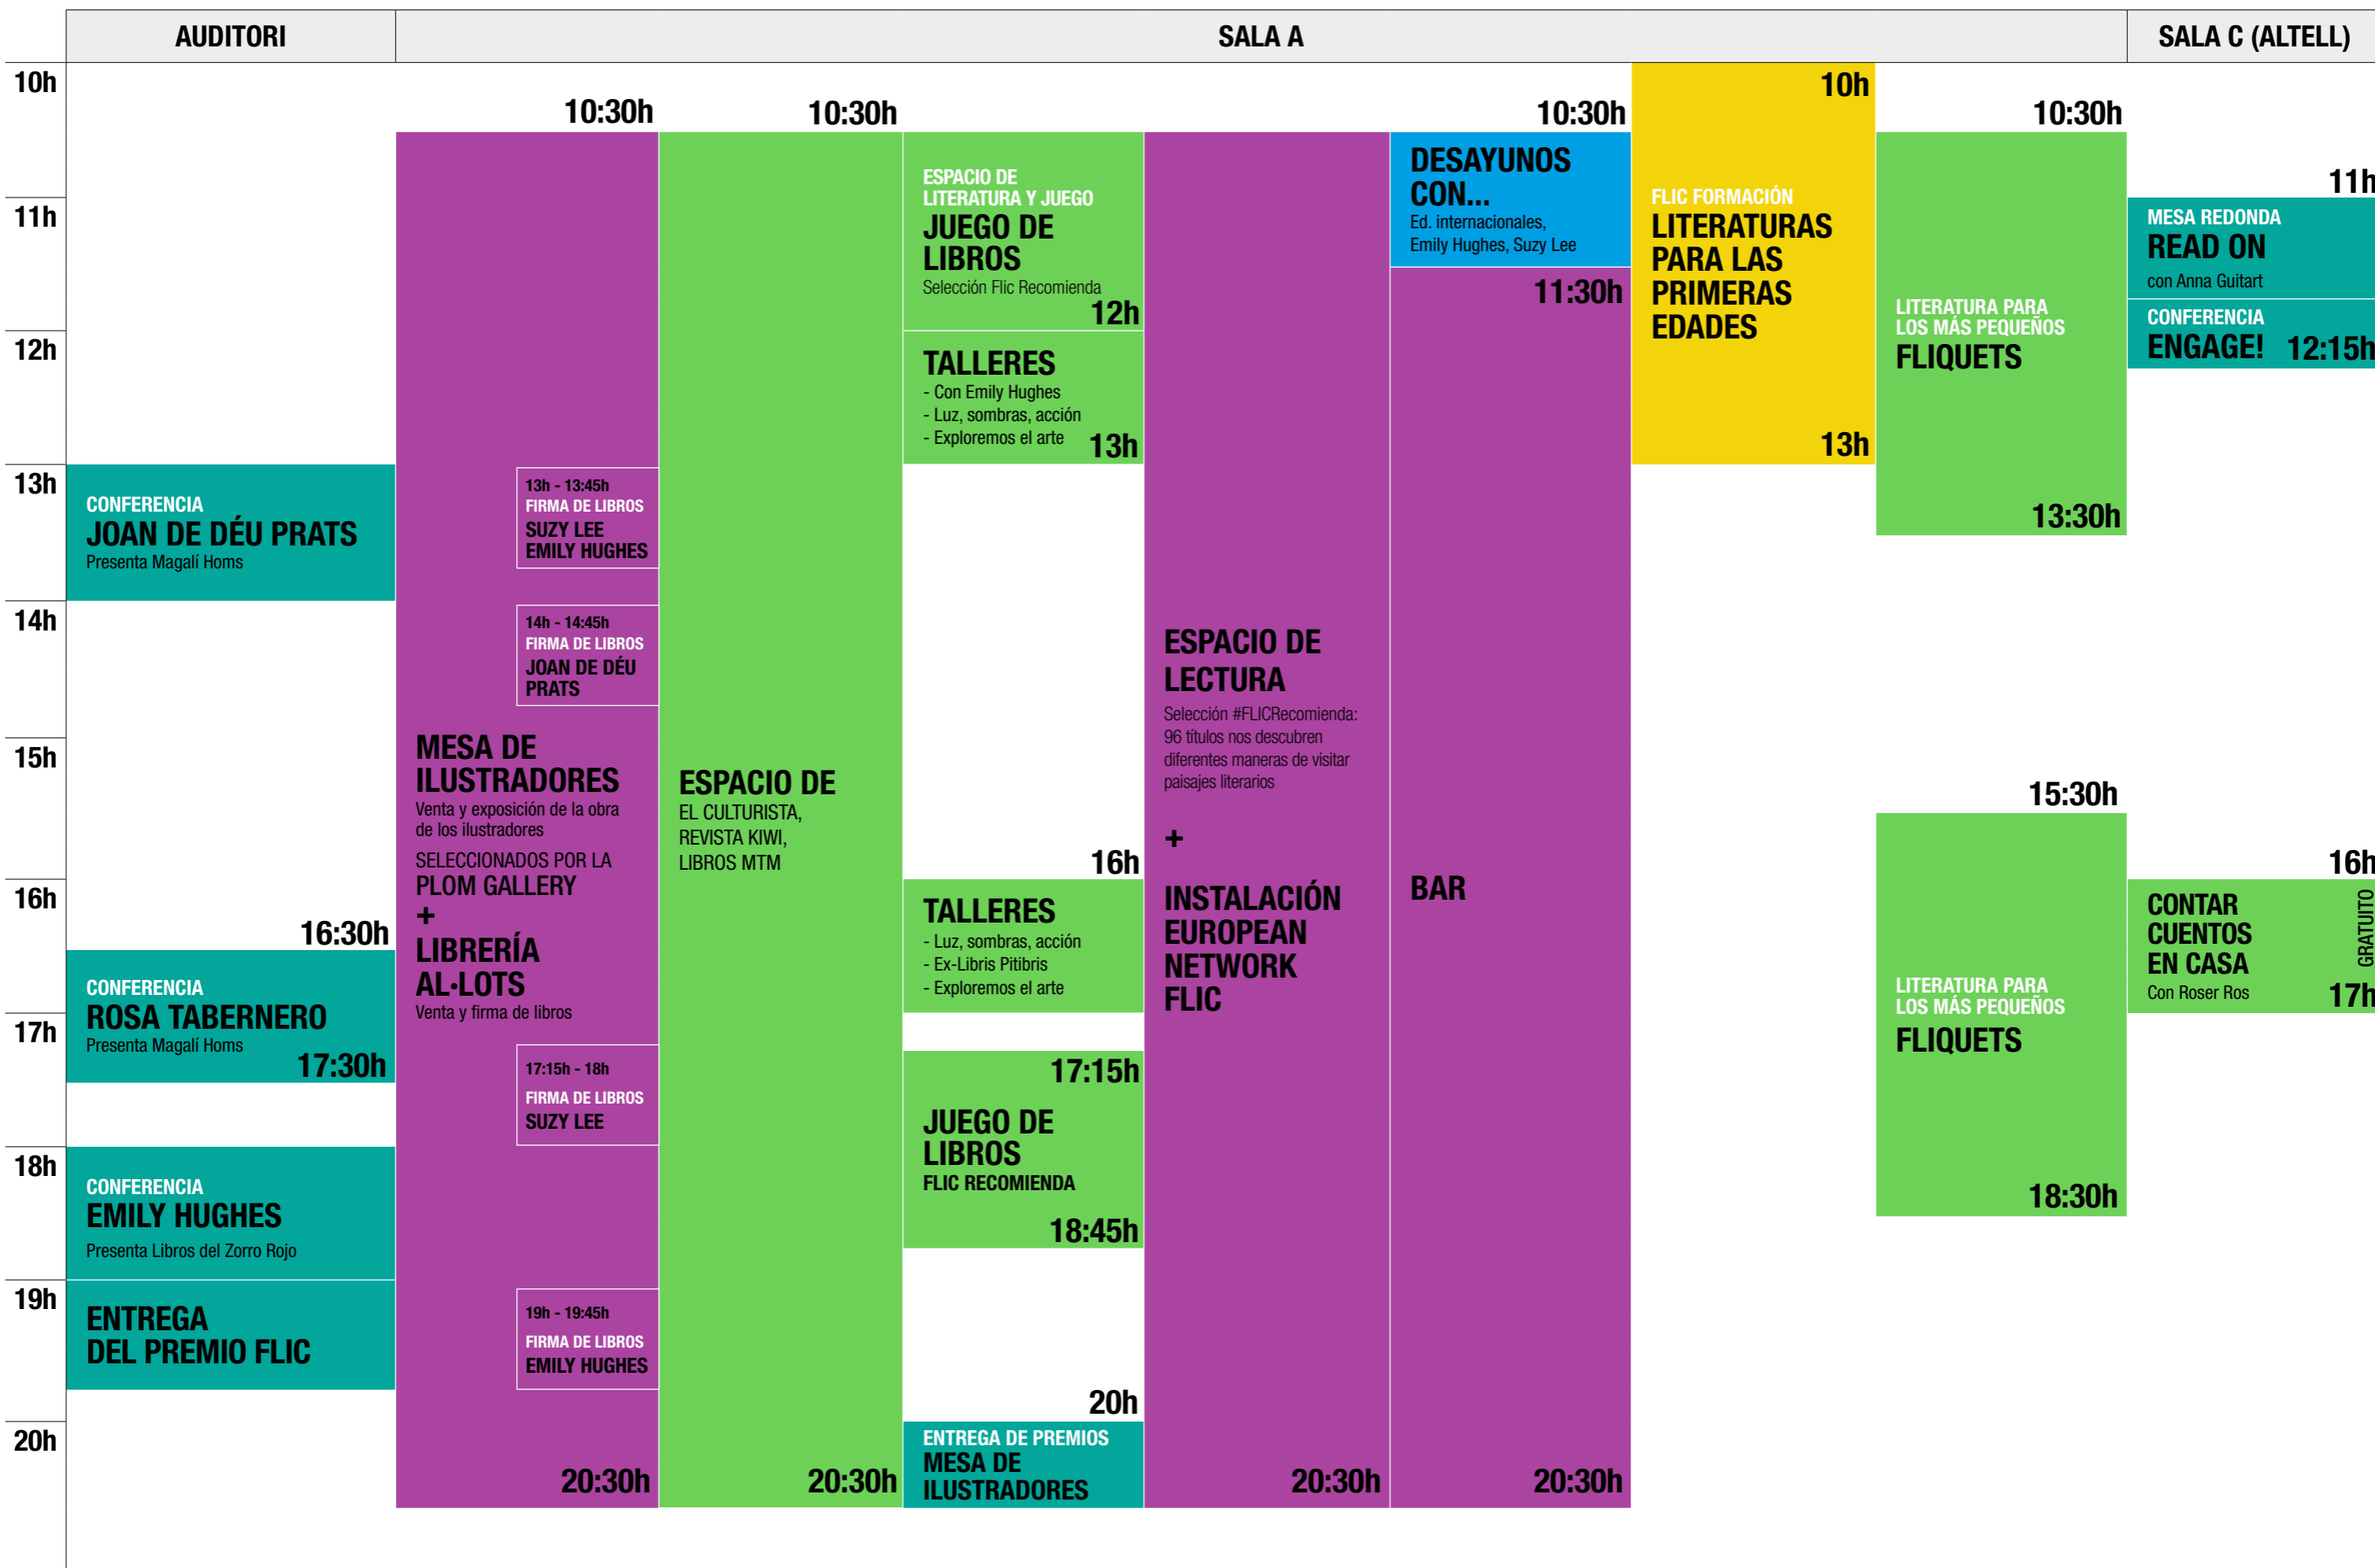 AUDITORI
SALA A
SALA C (ALTELL)
10h
11h
12h
13h
14h
15h
16h
17h
18h
19h
20h
CONFERENCIA
JOAN DE DÉU PRATS
Presenta Magalí Homs
16:30h
CONFERENCIA
ROSA TABERNERO
Presenta Magalí Homs
17:30h
CONFERENCIA
EMILY HUGHES
Presenta Libros del Zorro Rojo
ENTREGA
DEL PREMIO FLIC
10:30h
13h - 13:45h
FIRMA DE LIBROS
SUZY LEE
EMILY HUGHES
14h - 14:45h
FIRMA DE LIBROS
JOAN DE DÉU
PRATS
MESA DE
ILUSTRADORES
Venta y exposición de la obra
de los ilustradores
SELECCIONADOS POR LA
PLOM GALLERY
+
LIBRERÍA
AL·LOTS
Venta y firma de libros
17:15h - 18h
FIRMA DE LIBROS
SUZY LEE
19h - 19:45h
FIRMA DE LIBROS
EMILY HUGHES
20:30h
10:30h
ESPACIO DE
EL CULTURISTA,
REVISTA KIWI,
LIBROS MTM
20:30h
ESPACIO DE
LITERATURA Y JUEGO
JUEGO DE
LIBROS
Selección Flic Recomienda
12h
TALLERES
- Con Emily Hughes
- Luz, sombras, acción
- Exploremos el arte
13h
16h
TALLERES
- Luz, sombras, acción
- Ex-Libris Pitibris
- Exploremos el arte
17:15h
JUEGO DE
LIBROS
FLIC RECOMIENDA
18:45h
20h
ENTREGA DE PREMIOS
MESA DE
ILUSTRADORES
ESPACIO DE
LECTURA
Selección #FLICRecomienda:
96 títulos nos descubren
diferentes maneras de visitar
paisajes literarios
+
INSTALACIÓN
EUROPEAN
NETWORK
FLIC
20:30h
10:30h
DESAYUNOS
CON...
Ed. internacionales,
Emily Hughes, Suzy Lee
11:30h
BAR
20:30h
10h
FLIC FORMACIÓN
LITERATURAS
PARA LAS
PRIMERAS
EDADES
13h
10:30h
LITERATURA PARA
LOS MÁS PEQUEÑOS
FLIQUETS
13:30h
15:30h
LITERATURA PARA
LOS MÁS PEQUEÑOS
FLIQUETS
18:30h
11h
MESA REDONDA
READ ON
con Anna Guitart
CONFERENCIA
ENGAGE! 12:15h
16h
CONTAR
CUENTOS
EN CASA
Con Roser Ros
GRATUITO
17h